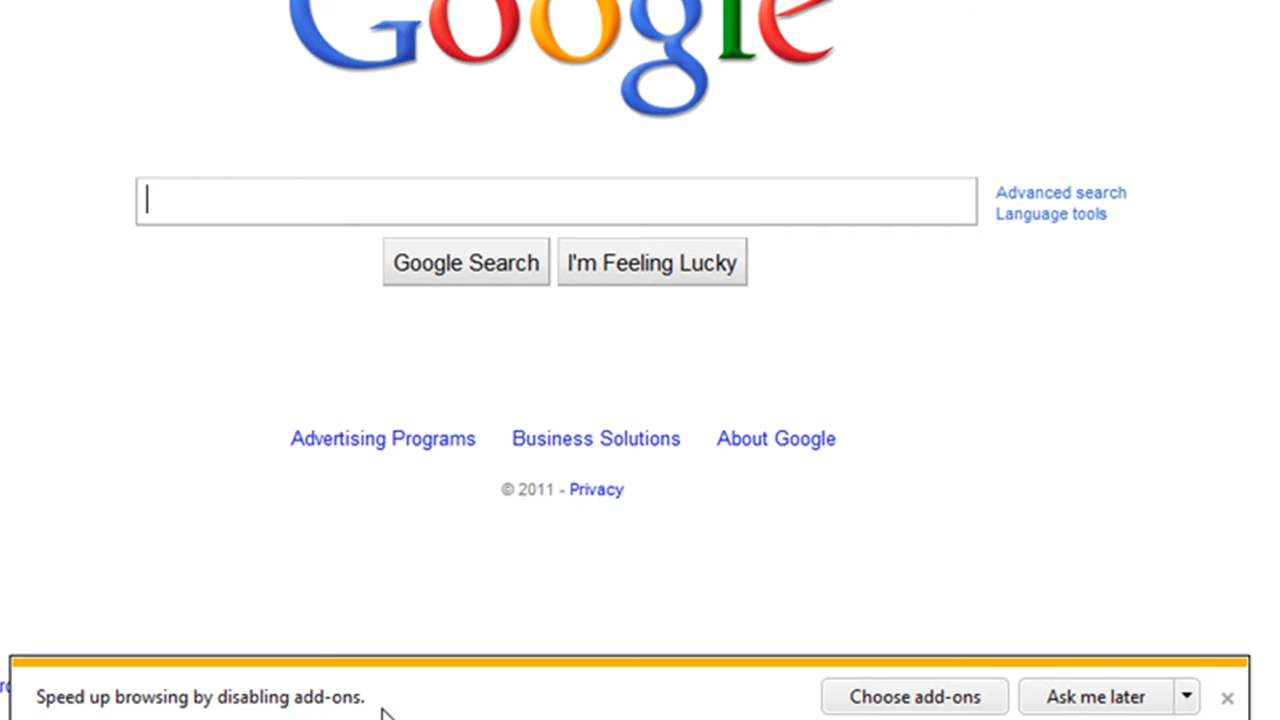 Google
Advanced search
Language tools
Google Search I'm Feeling Lucky
Advertising Programs Business Solutions About Google
© 2011 - Privacy
Speed up browsing by disabling add-ons. Choose add-ons Ask me later